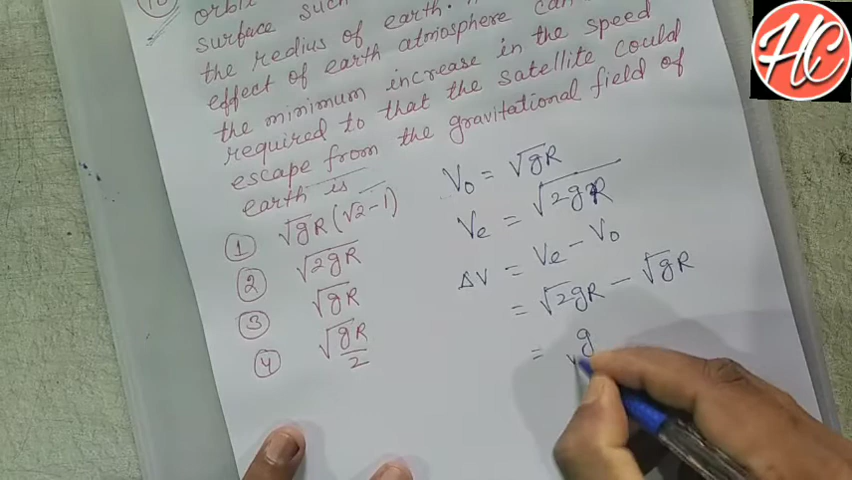 orbit
surface such
the redius of earth.
effect of earth atmosphere can
the minimum increase in the speed
required to that the satellite could
escape from the gravitational field of
earth is
① √gR(√2-1)
② √2gR
③ √gR
④ √gR/2
V₀ = √gR
Vₑ = √2gR
ΔV = Vₑ - V₀
= √2gR - √gR
= g
HC